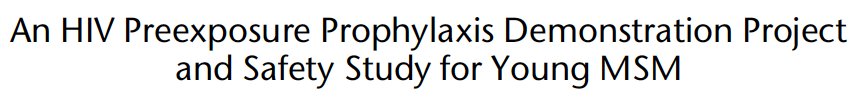 An HIV Preexposure Prophylaxis Demonstration Project
and Safety Study for Young MSM